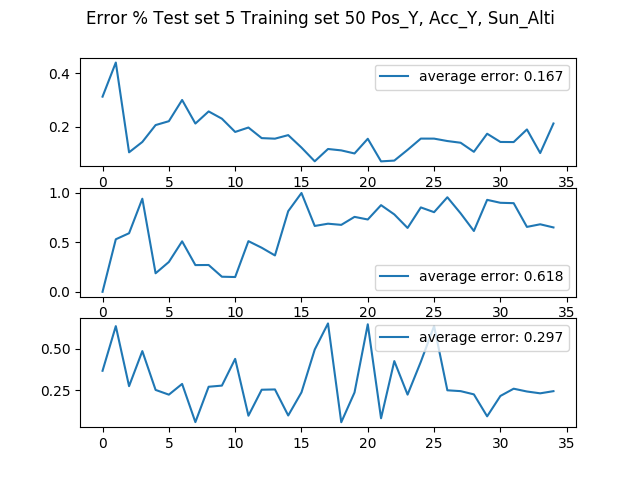 Error % Test set 5 Training set 50 Pos_Y, Acc_Y, Sun_Alti
0.4
0.2
average error: 0.167
0 5 10 15 20 25 30 35
1.0
0.5
0.0
average error: 0.618
0 5 10 15 20 25 30 35
0.50
0.25
average error: 0.297
0 5 10 15 20 25 30 35